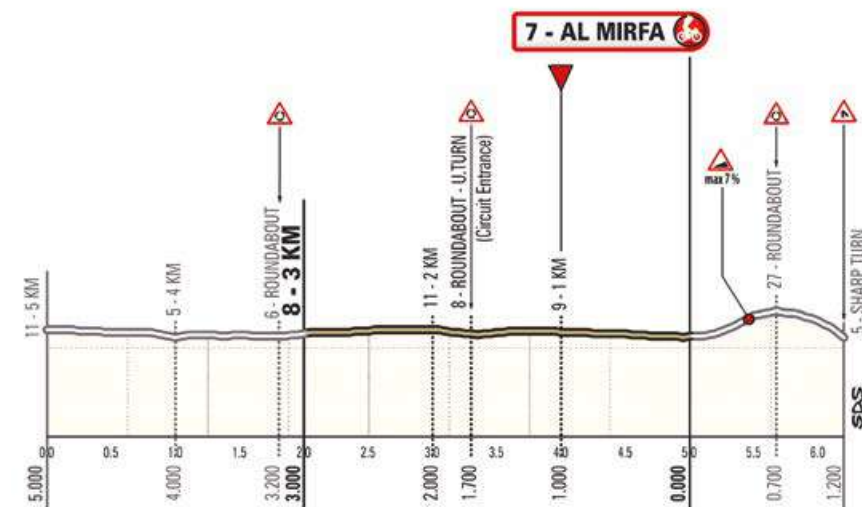 7 - AL MIRFA
max 7%
11 - 5 KM
5 - 4 KM
6 - ROUNDABOUT
8 - 3 KM
11 - 2 KM
8 - ROUNDABOUT - U.TURN
(Circuit Entrance)
9 - 1 KM
27 - ROUNDABOUT
5 - SHARP TURN
SDS
0.0 0.5 1.0 1.5 2.0 2.5 3.0 3.5 4.0 4.5 5.0 5.5 6.0
5.000 4.000 3.200 3.000 2.000 1.700 1.000 0.000 0.700 1.200